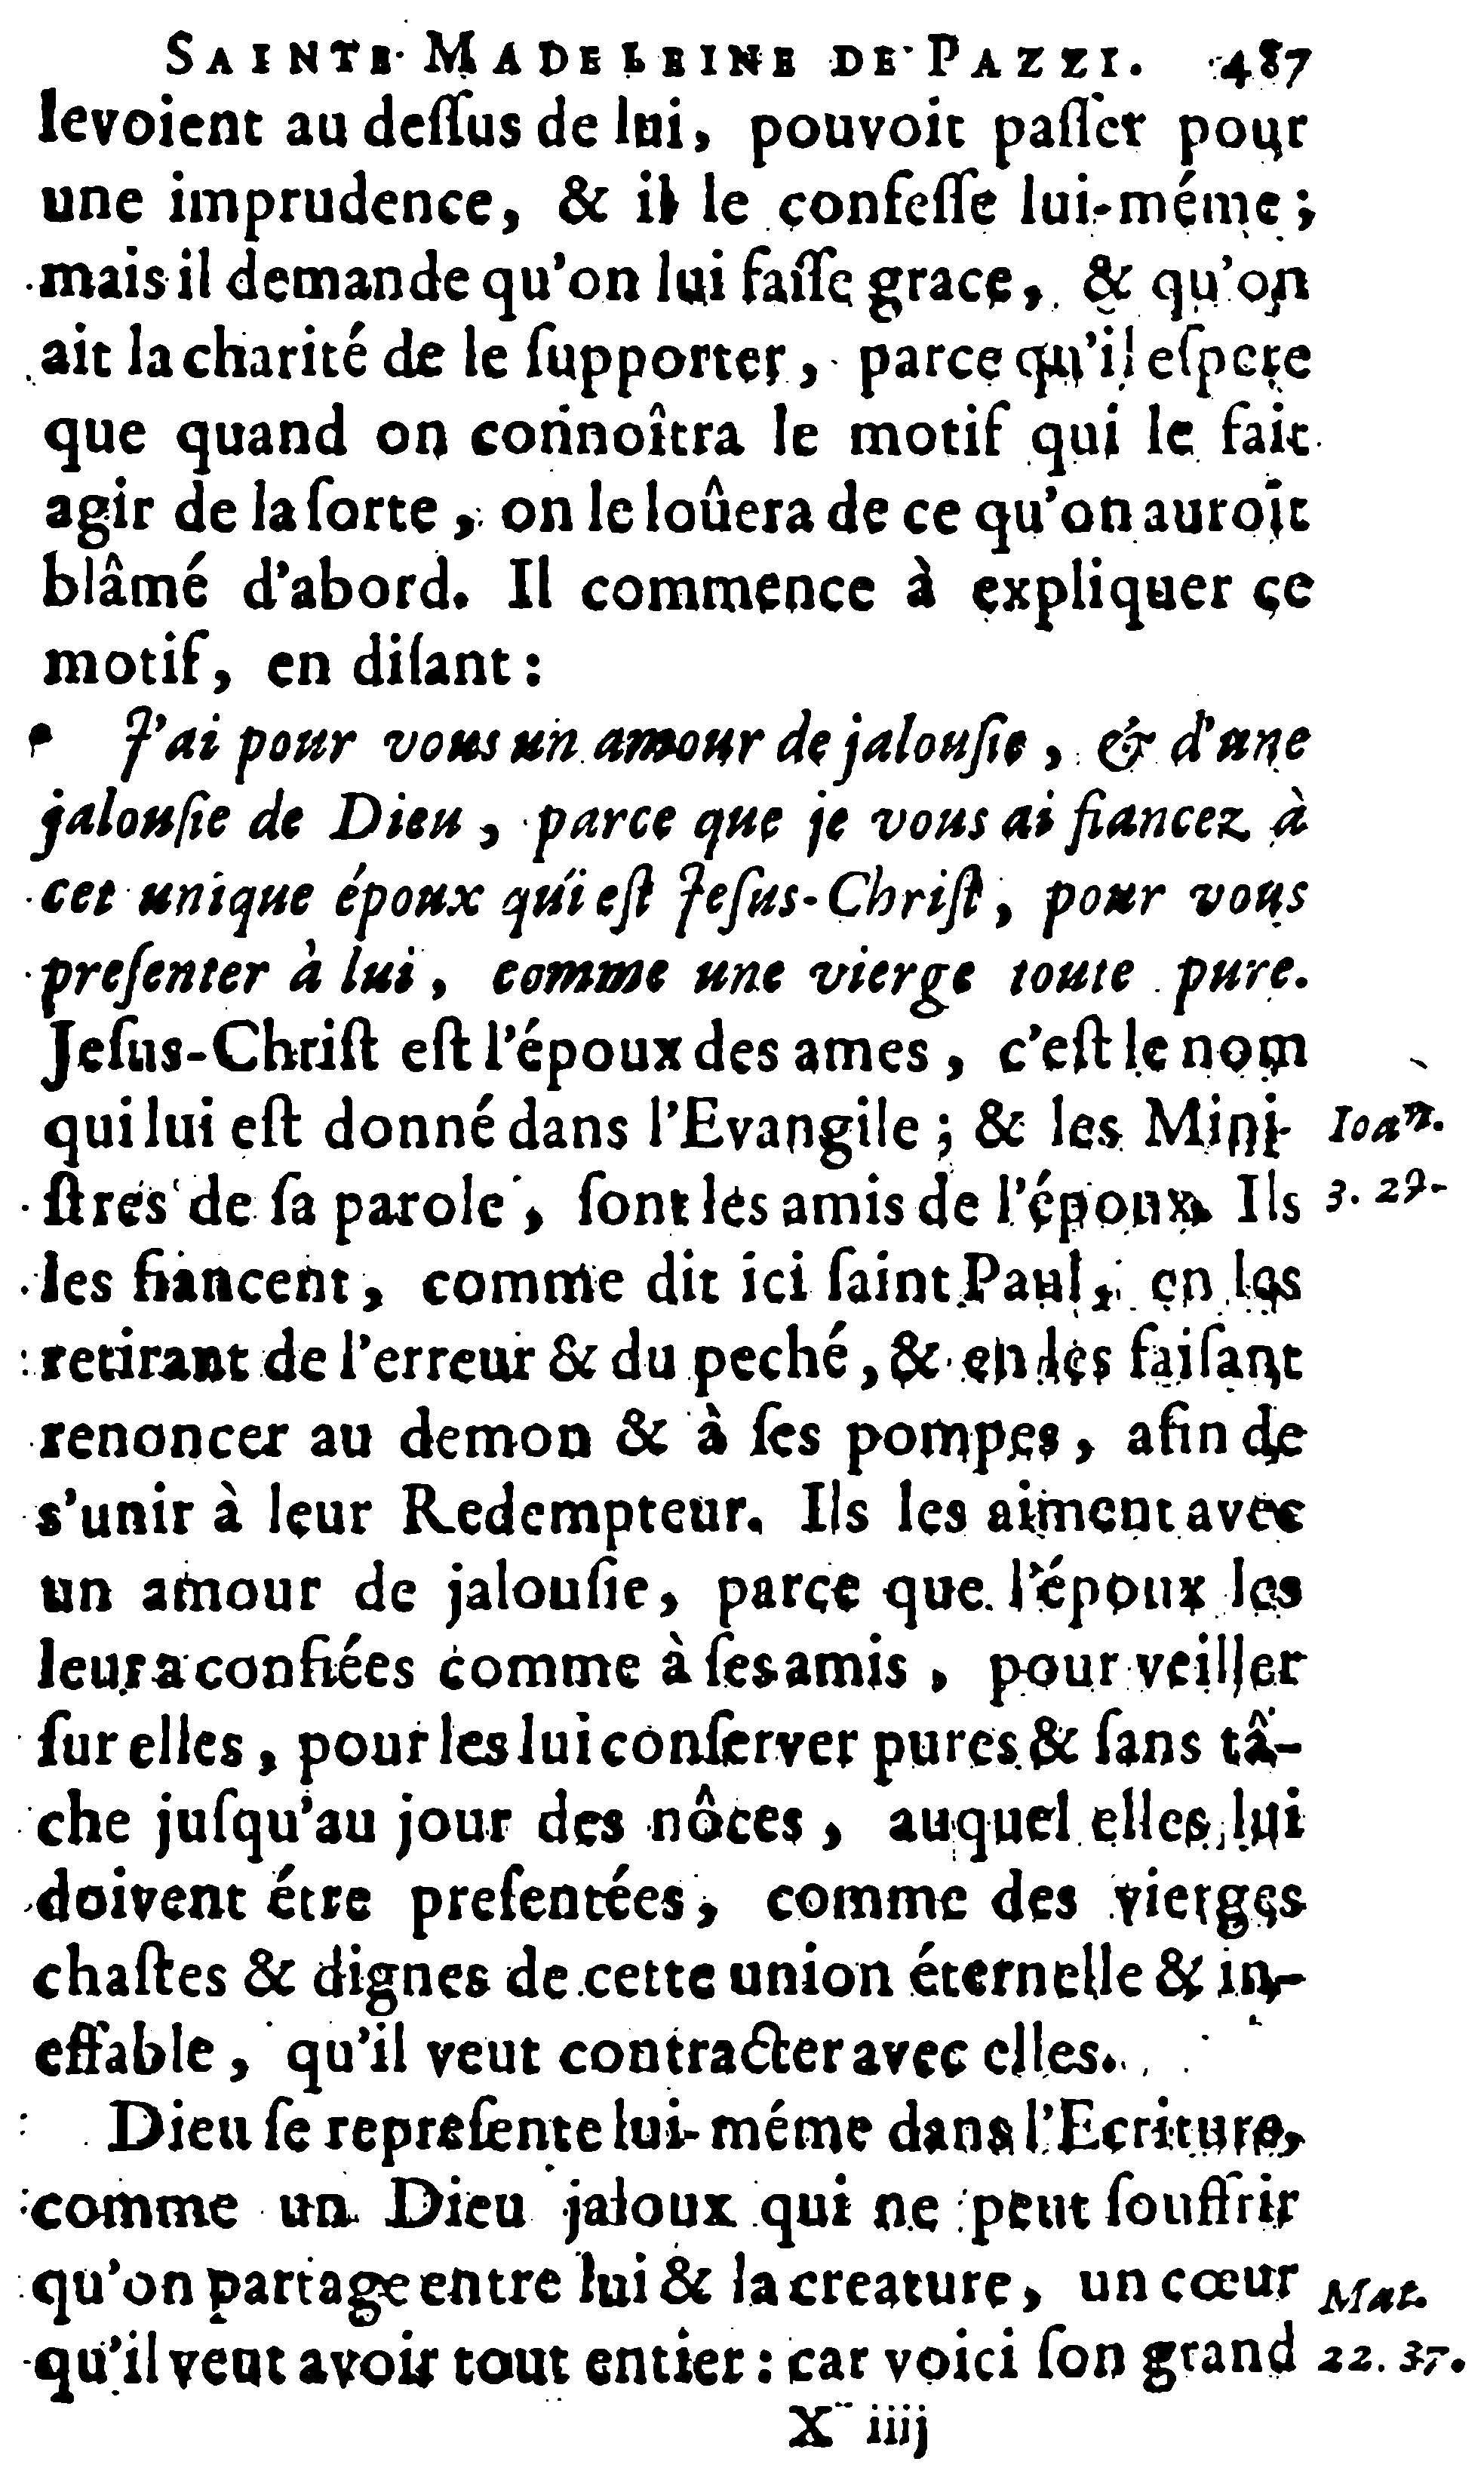 SAINTE MADELEINE DE PAZZI. 487
levoient au deſſus de lui, pouvoit paſſer pour
une imprudence, & il le confeſſe lui-méme;
mais il demande qu'on lui faiſſe grace, & qu'on
ait la charité de le ſupporter, parce qu'il eſpere
que quand on connoîtra le motif qui le fait
agir de la ſorte, on le loûera de ce qu'on auroit
blâmé d'abord. Il commence à expliquer ce
motif, en diſant:
J'ai pour vous un amour de jalouſie, & d'une
jalouſie de Dieu, parce que je vous ai fiancez à
cet unique époux qui eſt Jeſus-Chriſt, pour vous
preſenter à lui, comme une vierge toute pure.
Jeſus-Chriſt eſt l'époux des ames, c'eſt le nom
qui lui eſt donné dans l'Evangile; & les Mini- Ioan.
ſtres de ſa parole, ſont les amis de l'époux. Ils 3. 29.
les fiancent, comme dit ici ſaint Paul, en les
retirant de l'erreur & du peché, & en les faiſant
renoncer au demon & à ſes pompes, afin de
s'unir à leur Redempteur. Ils les aiment avec
un amour de jalouſie, parce que l'époux les
leur a confiées comme à ſes amis, pour veiller
ſur elles, pour les lui conſerver pures & ſans tâ-
che juſqu'au jour des nôces, auquel elles lui
doivent étre preſentées, comme des vierges
chaſtes & dignes de cette union éternelle & in-
effable, qu'il veut contracter avec elles.
Dieu ſe repreſente lui-méme dans l'Ecriture,
comme un Dieu jaloux qui ne peut ſouffrir
qu'on partage entre lui & la creature, un cœur Mat.
qu'il veut avoir tout entier: car voici ſon grand 22. 37.
X iiij